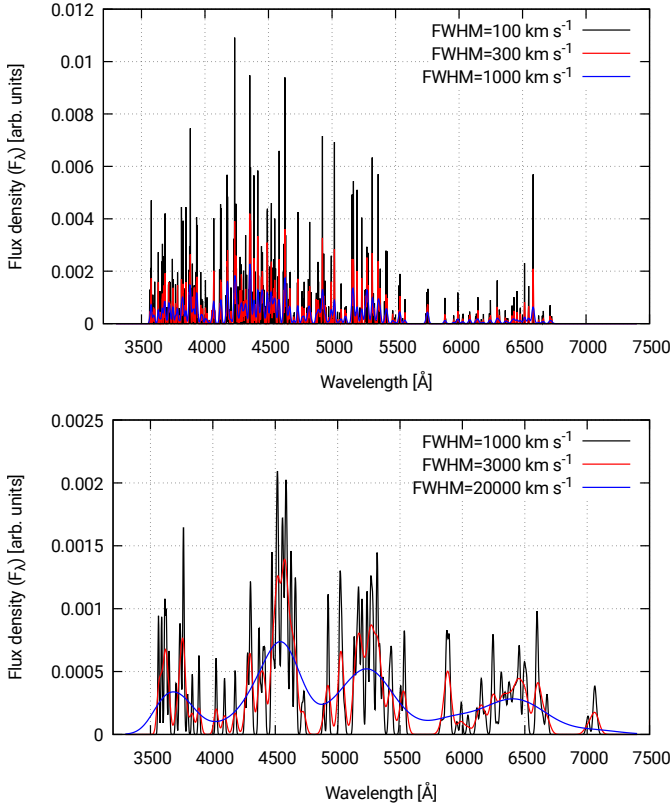 0.012
0.01
0.008
0.006
0.004
0.002
0
Flux density (F_λ) [arb. units]
FWHM=100 km s⁻¹
FWHM=300 km s⁻¹
FWHM=1000 km s⁻¹
3500 4000 4500 5000 5500 6000 6500 7000 7500
Wavelength [Å]
0.0025
0.002
0.0015
0.001
0.0005
0
Flux density (F_λ) [arb. units]
FWHM=1000 km s⁻¹
FWHM=3000 km s⁻¹
FWHM=20000 km s⁻¹
3500 4000 4500 5000 5500 6000 6500 7000 7500
Wavelength [Å]